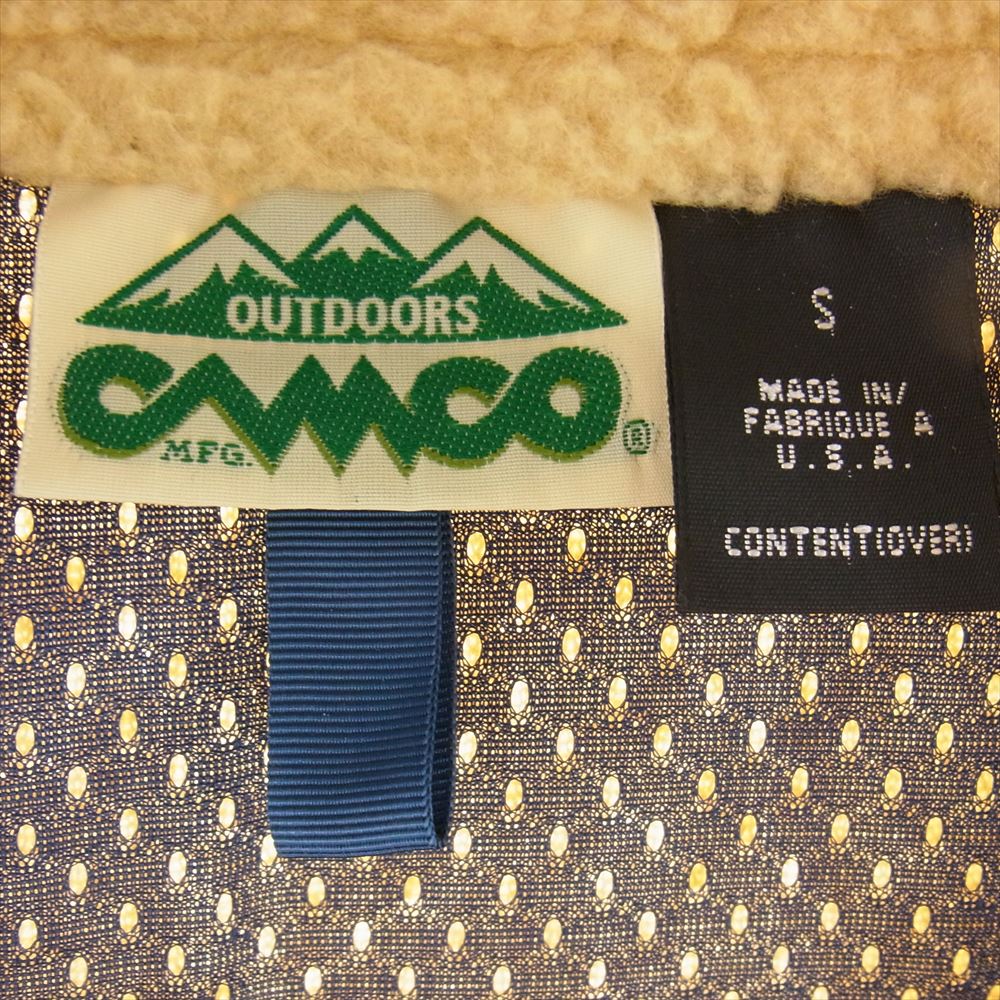 OUTDOORS
CAMCO
MFG. ®
S
MADE IN/
FABRIQUE A
U.S.A.
CONTENT(OVER)